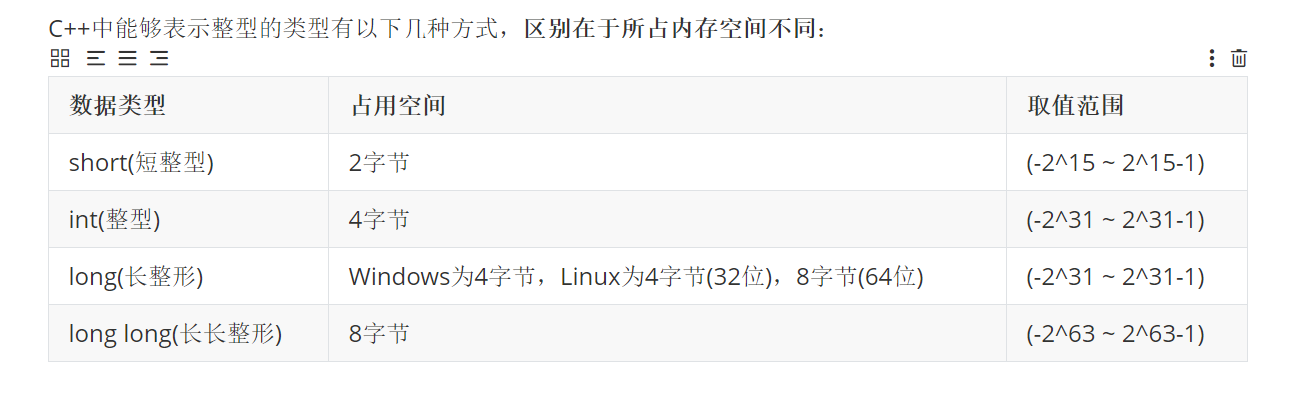 C++中能够表示整型的类型有以下几种方式，区别在于所占内存空间不同：
数据类型 占用空间 取值范围
short(短整型) 2字节 (-2^15 ~ 2^15-1)
int(整型) 4字节 (-2^31 ~ 2^31-1)
long(长整形) Windows为4字节，Linux为4字节(32位)，8字节(64位) (-2^31 ~ 2^31-1)
long long(长长整形) 8字节 (-2^63 ~ 2^63-1)